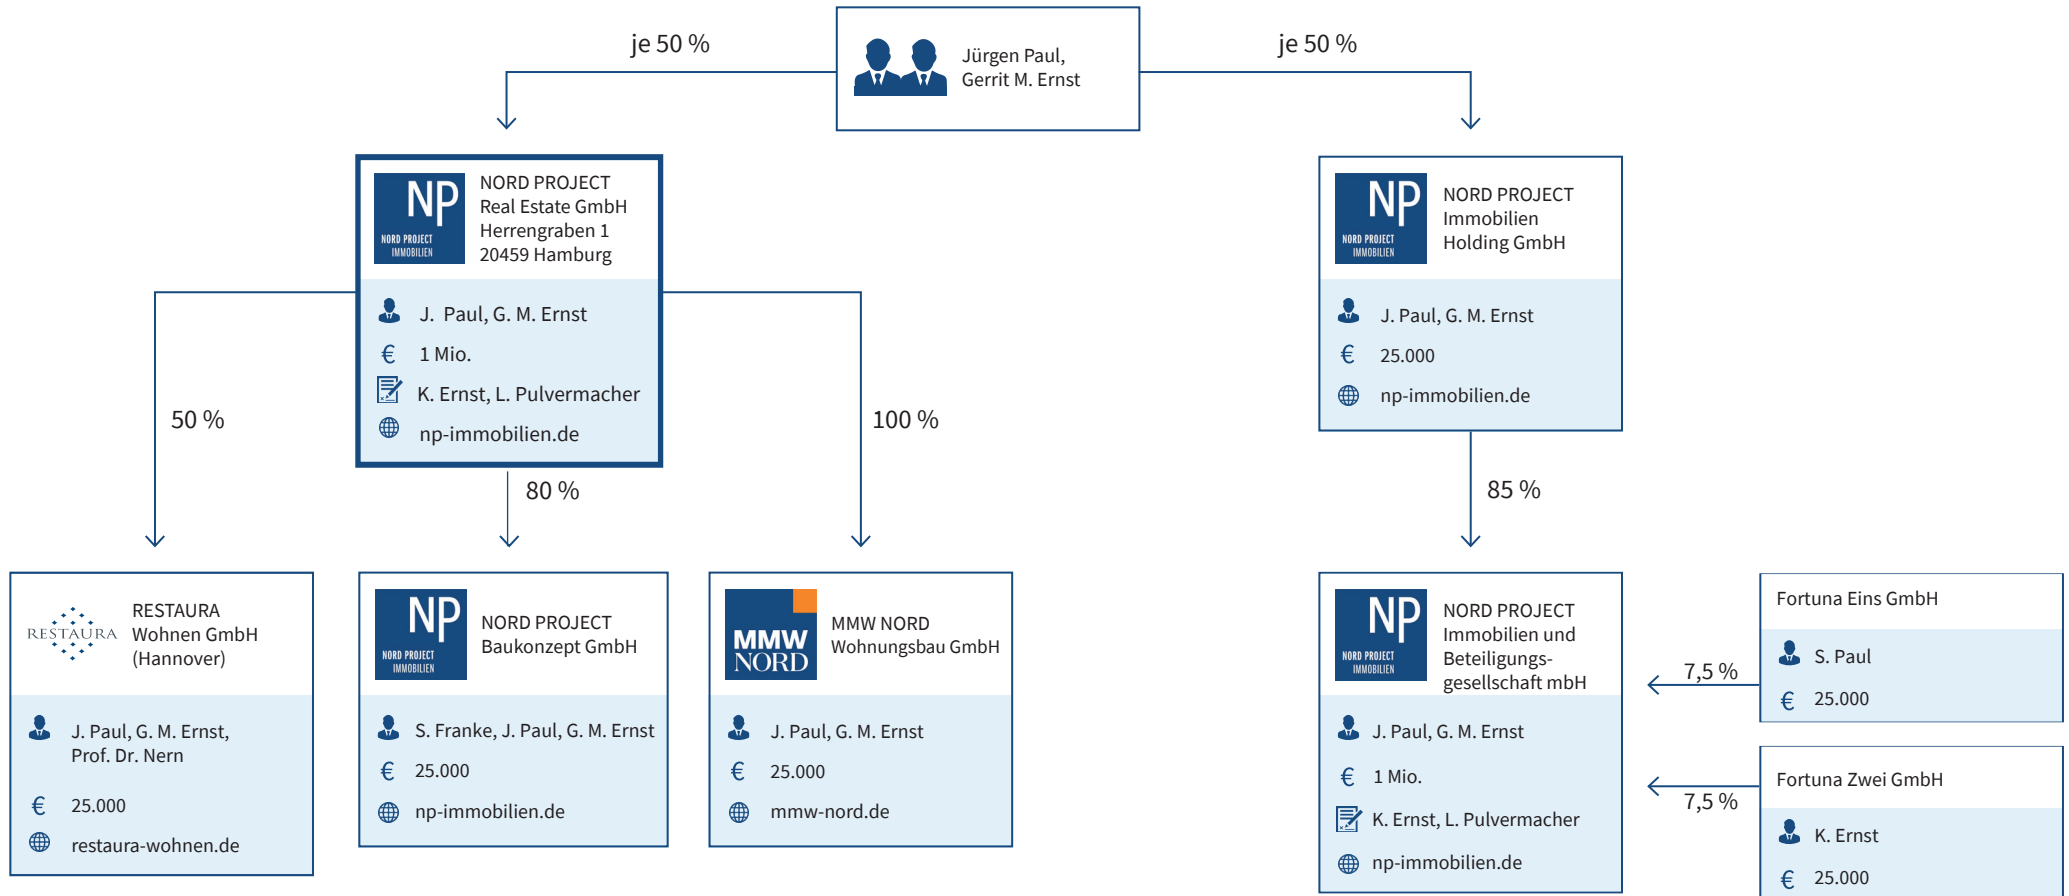 je 50 %
Jürgen Paul,
Gerrit M. Ernst
je 50 %
NP
NORD PROJECT
IMMOBILIEN
NORD PROJECT
Real Estate GmbH
Herrengraben 1
20459 Hamburg
J. Paul, G. M. Ernst
€ 1 Mio.
K. Ernst, L. Pulvermacher
np-immobilien.de
NP
NORD PROJECT
IMMOBILIEN
NORD PROJECT
Immobilien
Holding GmbH
J. Paul, G. M. Ernst
€ 25.000
np-immobilien.de
50 %
80 %
100 %
85 %
RESTAURA
RESTAURA
Wohnen GmbH
(Hannover)
J. Paul, G. M. Ernst,
Prof. Dr. Nern
€ 25.000
restaura-wohnen.de
NP
NORD PROJECT
IMMOBILIEN
NORD PROJECT
Baukonzept GmbH
S. Franke, J. Paul, G. M. Ernst
€ 25.000
np-immobilien.de
MMW
NORD
MMW NORD
Wohnungsbau GmbH
J. Paul, G. M. Ernst
€ 25.000
mmw-nord.de
NP
NORD PROJECT
IMMOBILIEN
NORD PROJECT
Immobilien und
Beteiligungs-
gesellschaft mbH
J. Paul, G. M. Ernst
€ 1 Mio.
K. Ernst, L. Pulvermacher
np-immobilien.de
7,5 %
Fortuna Eins GmbH
S. Paul
€ 25.000
7,5 %
Fortuna Zwei GmbH
K. Ernst
€ 25.000